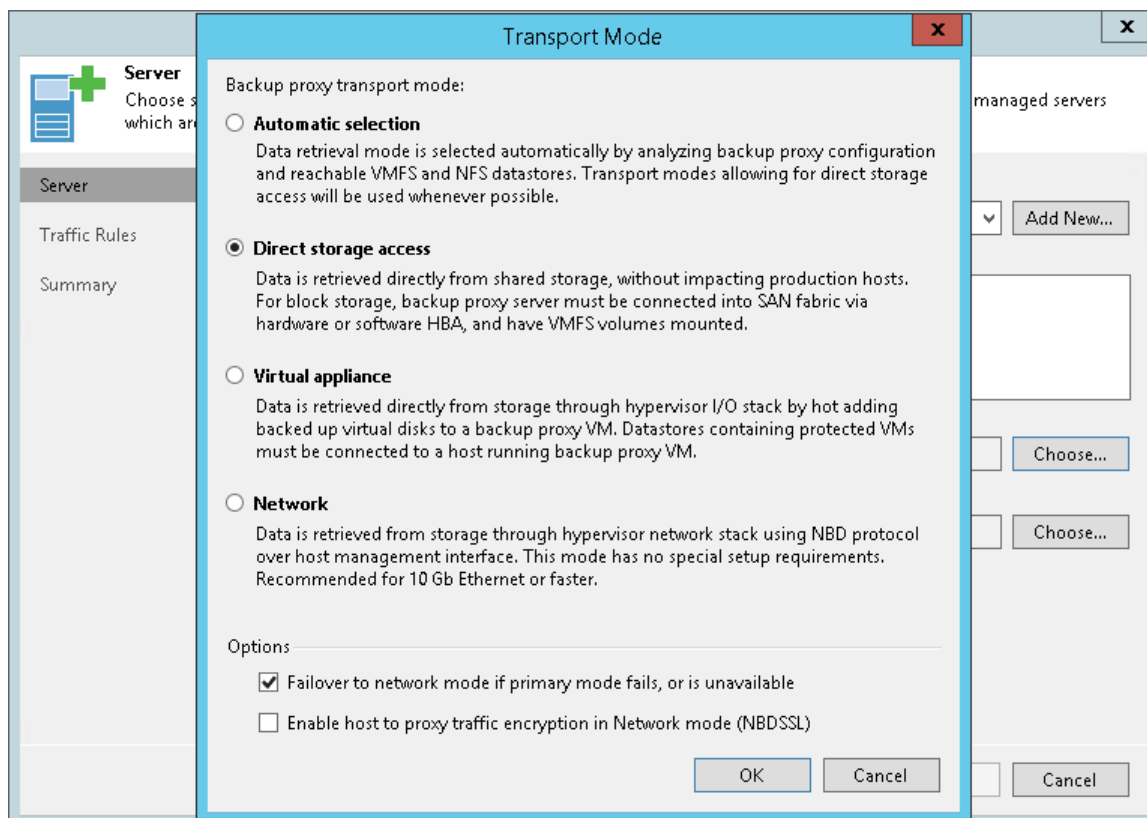 Transport Mode
x
x
Server
Choose s
which are
managed servers
Server
Traffic Rules
Summary
Add New...
Choose...
Choose...
Cancel
Backup proxy transport mode:
Automatic selection
Data retrieval mode is selected automatically by analyzing backup proxy configuration
and reachable VMFS and NFS datastores. Transport modes allowing for direct storage
access will be used whenever possible.
Direct storage access
Data is retrieved directly from shared storage, without impacting production hosts.
For block storage, backup proxy server must be connected into SAN fabric via
hardware or software HBA, and have VMFS volumes mounted.
Virtual appliance
Data is retrieved directly from storage through hypervisor I/O stack by hot adding
backed up virtual disks to a backup proxy VM. Datastores containing protected VMs
must be connected to a host running backup proxy VM.
Network
Data is retrieved from storage through hypervisor network stack using NBD protocol
over host management interface. This mode has no special setup requirements.
Recommended for 10 Gb Ethernet or faster.
Options
Failover to network mode if primary mode fails, or is unavailable
Enable host to proxy traffic encryption in Network mode (NBDSSL)
OK
Cancel